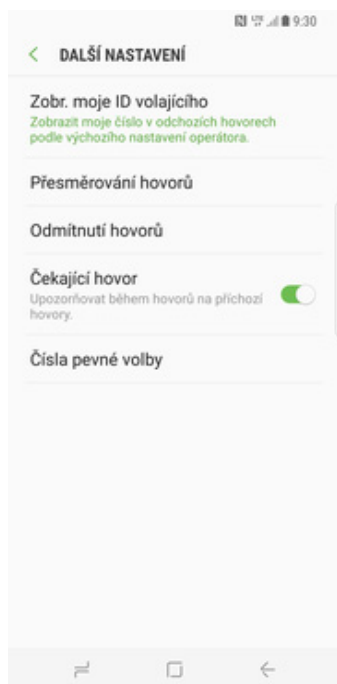 9:30
DALŠÍ NASTAVENÍ
Zobr. moje ID volajícího
Zobrazit moje číslo v odchozích hovorech
podle výchozího nastavení operátora.
Přesměrování hovorů
Odmítnutí hovorů
Čekající hovor
Upozorňovat během hovorů na příchozí
hovory.
Čísla pevné volby